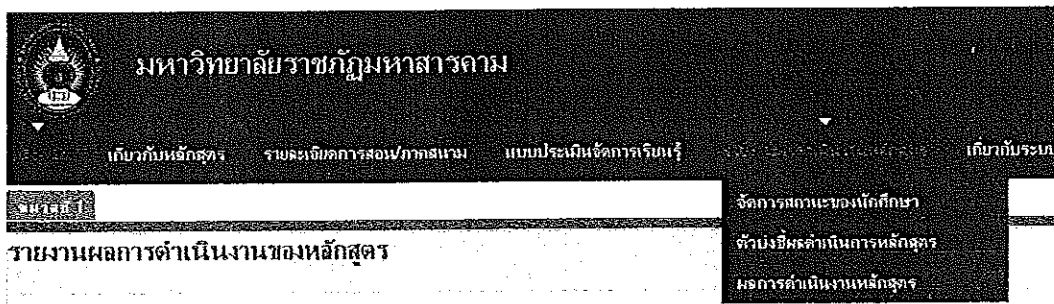 มหาวิทยาลัยราชภัฏมหาสารคาม
เกี่ยวกับหลักสูตร รายละเอียดการสอน/ภาคสนาม แบบประเมินจัดการเรียนรู้ เกี่ยวกับระบบ
จัดการสถานะของนักศึกษา
ตัวบ่งชี้ผลดำเนินการหลักสูตร
รายงานผลการดำเนินงานของหลักสูตร
ผลการดำเนินงานหลักสูตร